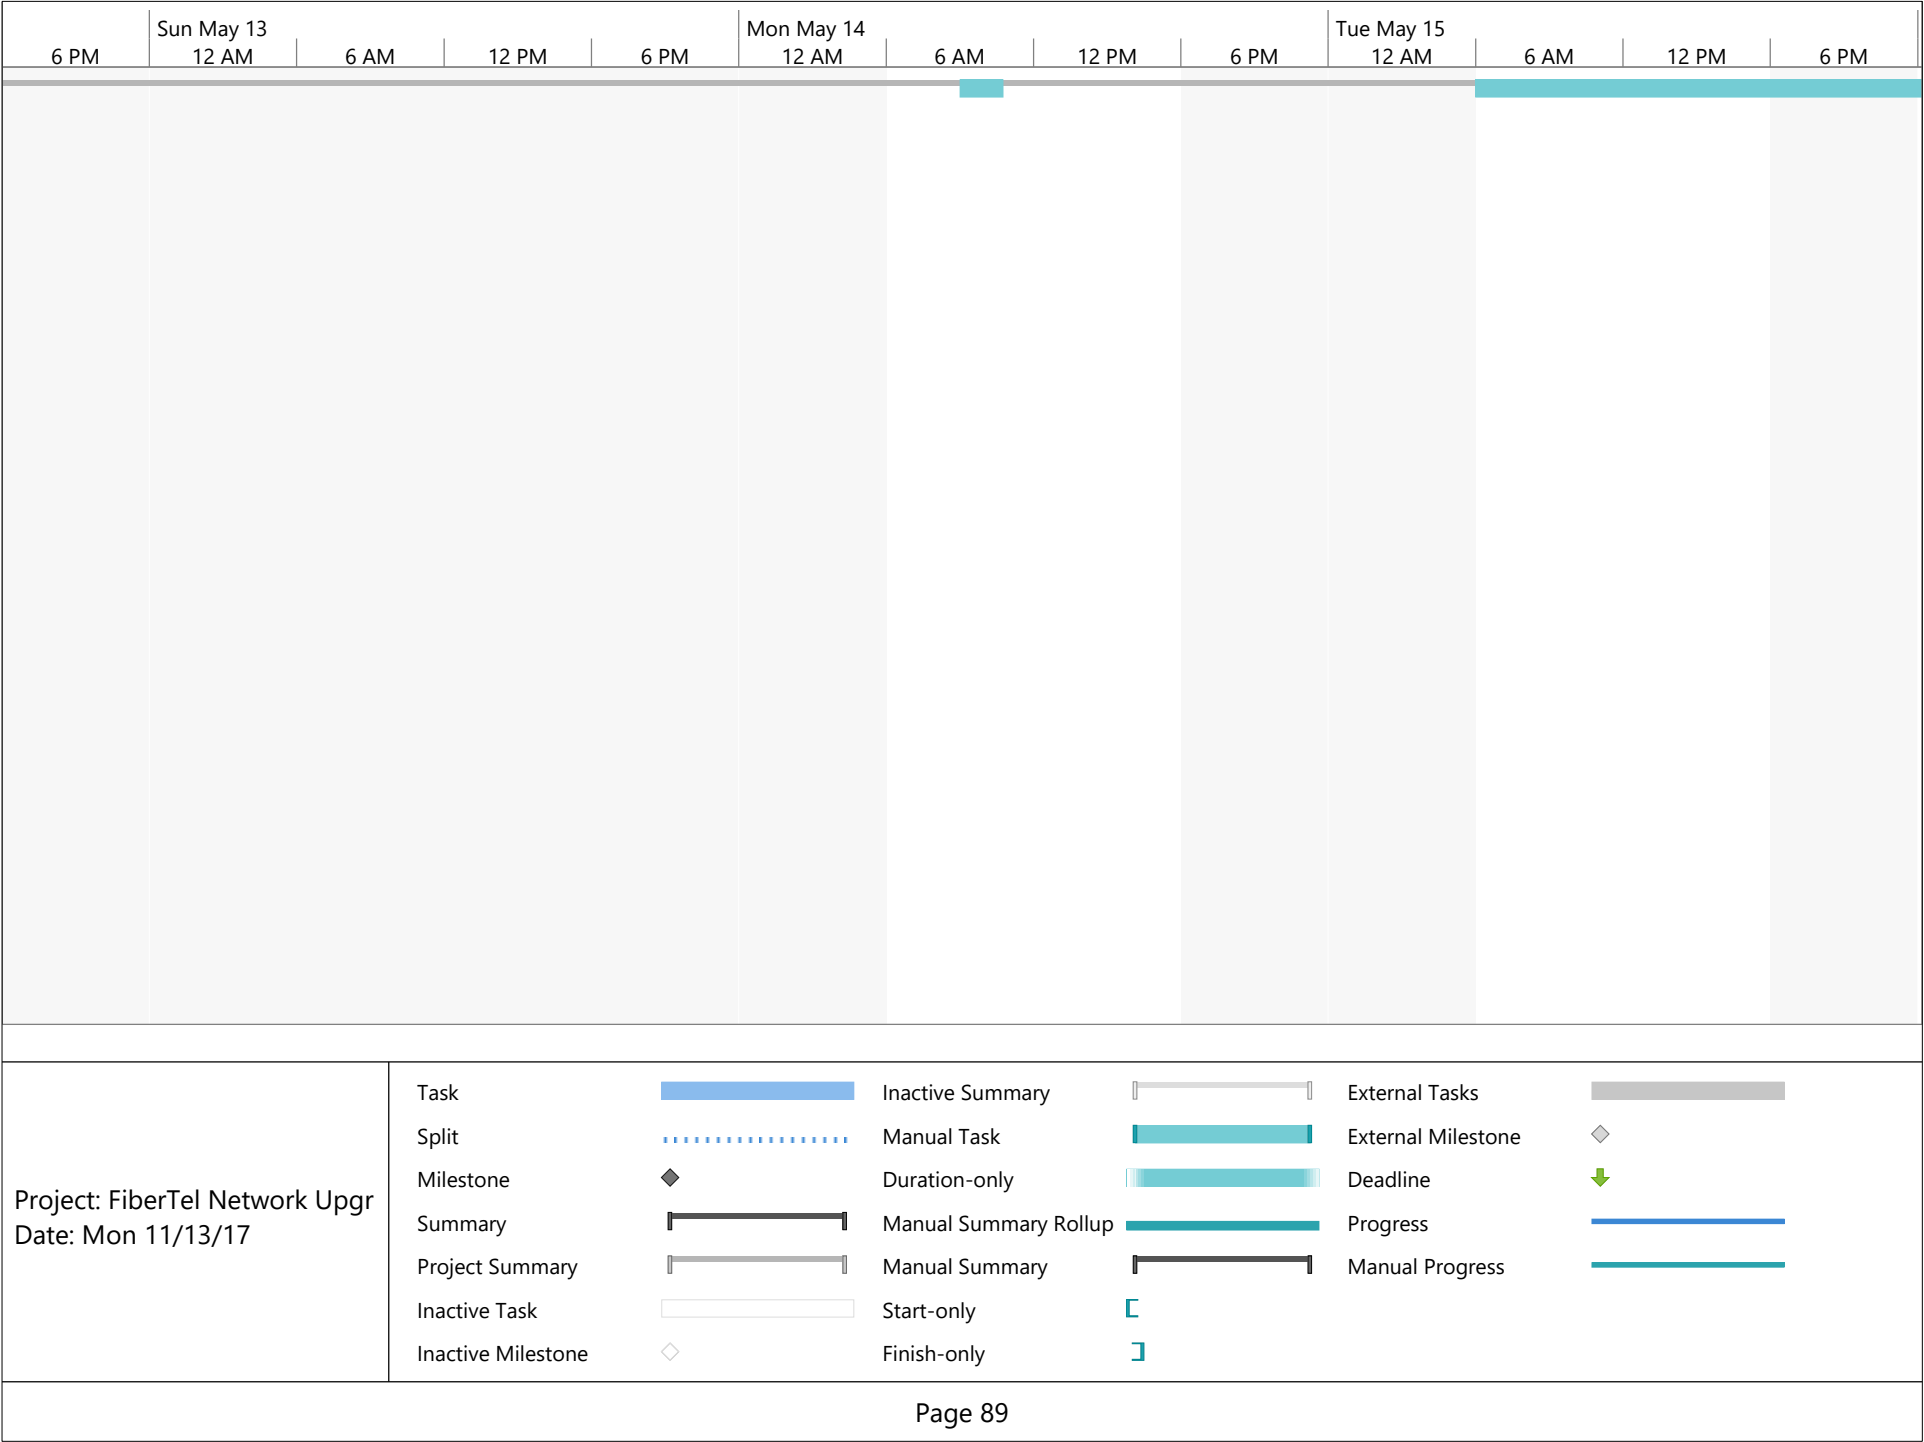 Sun May 13
Mon May 14
Tue May 15
6 PM 12 AM 6 AM 12 PM 6 PM 12 AM 6 AM 12 PM 6 PM 12 AM 6 AM 12 PM 6 PM
Project: FiberTel Network Upgr
Date: Mon 11/13/17
Task
Split
Milestone
Summary
Project Summary
Inactive Task
Inactive Milestone
Inactive Summary
Manual Task
Duration-only
Manual Summary Rollup
Manual Summary
Start-only
Finish-only
External Tasks
External Milestone
Deadline
Progress
Manual Progress
Page 89